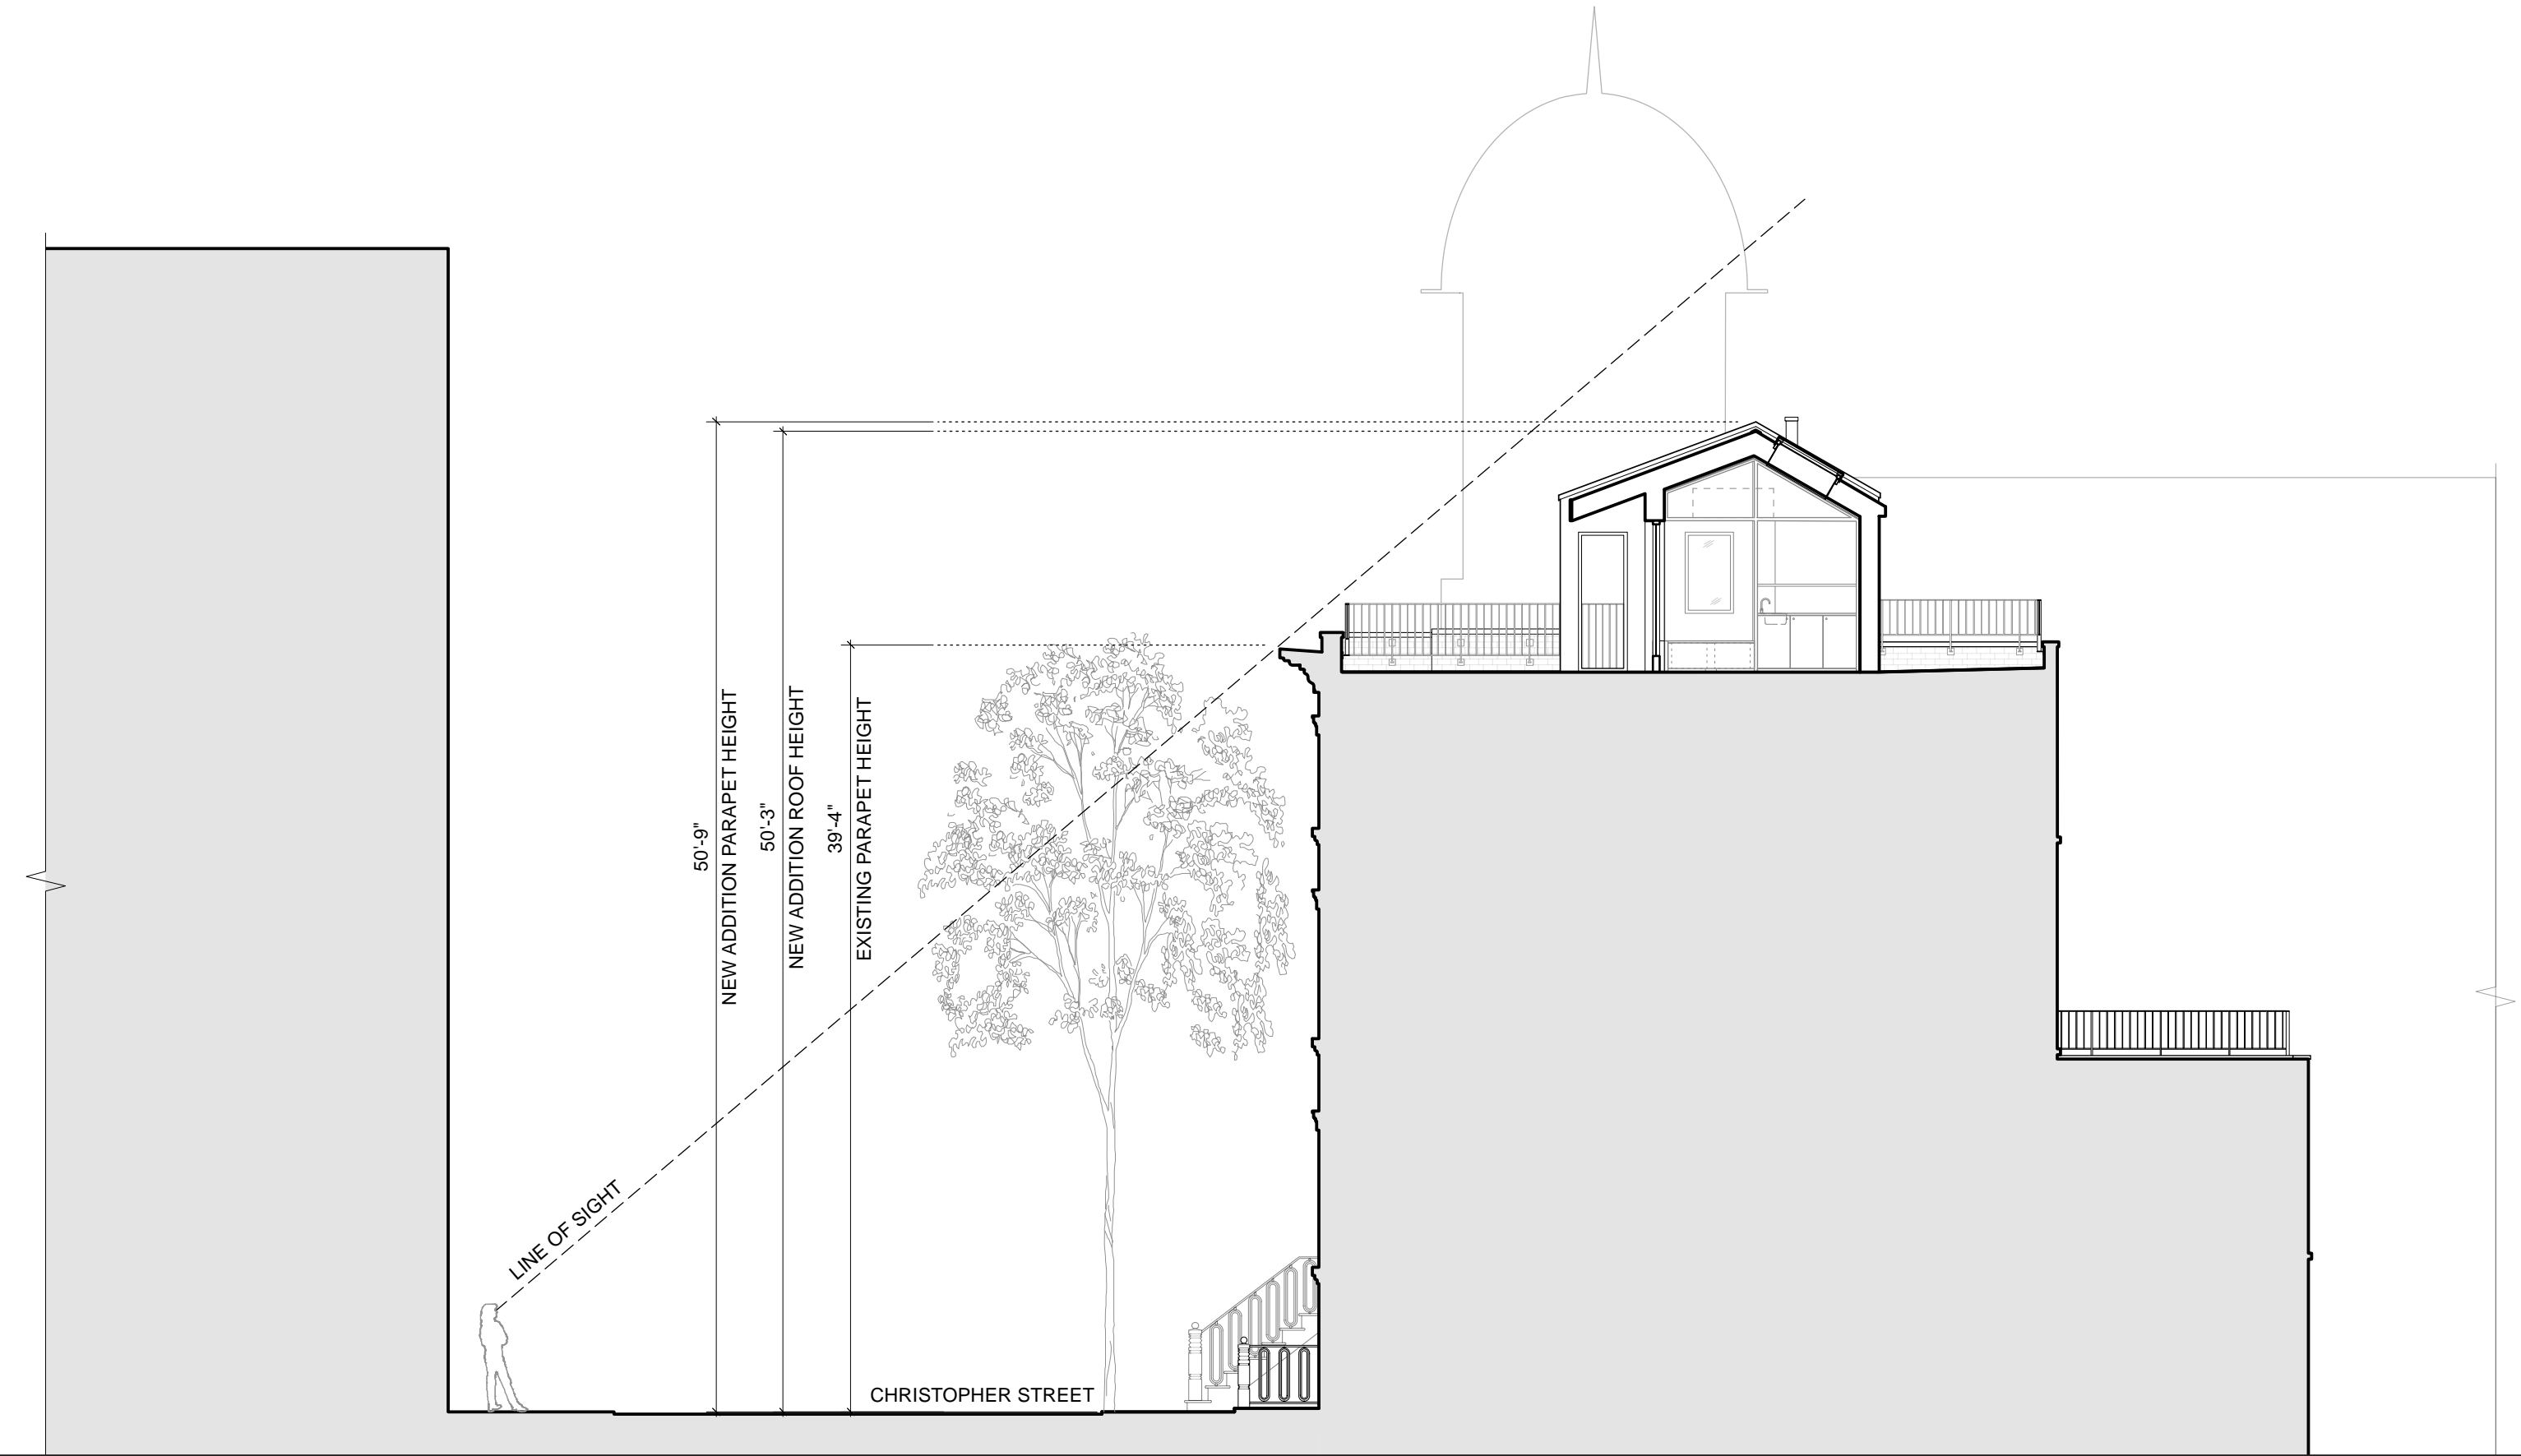 50'-9"
NEW ADDITION PARAPET HEIGHT
50'-3"
NEW ADDITION ROOF HEIGHT
39'-4"
EXISTING PARAPET HEIGHT
LINE OF SIGHT
CHRISTOPHER STREET